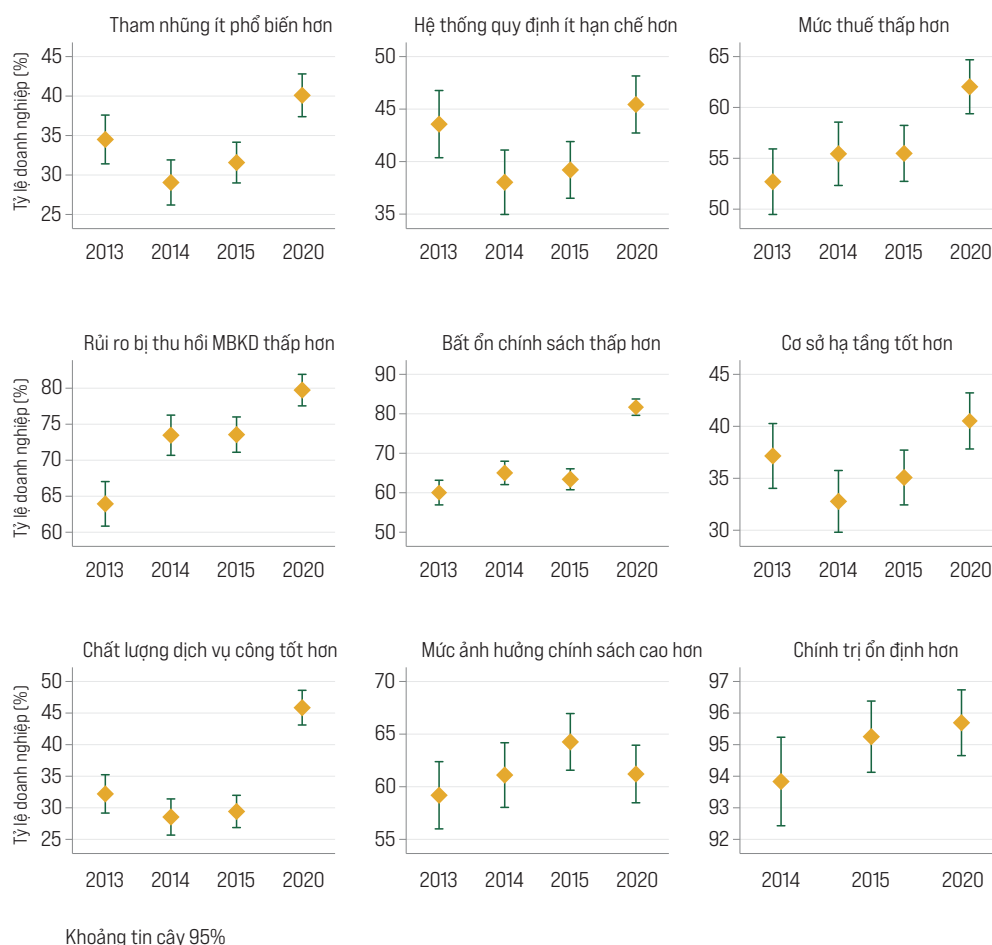 Tham nhũng ít phổ biến hơn
Tỷ lệ doanh nghiệp (%)
45
40
35
30
25
2013 2014 2015 2020
Hệ thống quy định ít hạn chế hơn
50
45
40
35
2013 2014 2015 2020
Mức thuế thấp hơn
65
60
55
50
2013 2014 2015 2020
Rủi ro bị thu hồi MBKD thấp hơn
Tỷ lệ doanh nghiệp (%)
80
75
70
65
60
2013 2014 2015 2020
Bất ổn chính sách thấp hơn
90
80
70
60
50
2013 2014 2015 2020
Cơ sở hạ tầng tốt hơn
45
40
35
30
2013 2014 2015 2020
Chất lượng dịch vụ công tốt hơn
Tỷ lệ doanh nghiệp (%)
50
45
40
35
30
25
2013 2014 2015 2020
Mức ảnh hưởng chính sách cao hơn
70
65
60
55
2013 2014 2015 2020
Chính trị ổn định hơn
97
96
95
94
93
92
2014 2015 2020
Khoảng tin cậy 95%